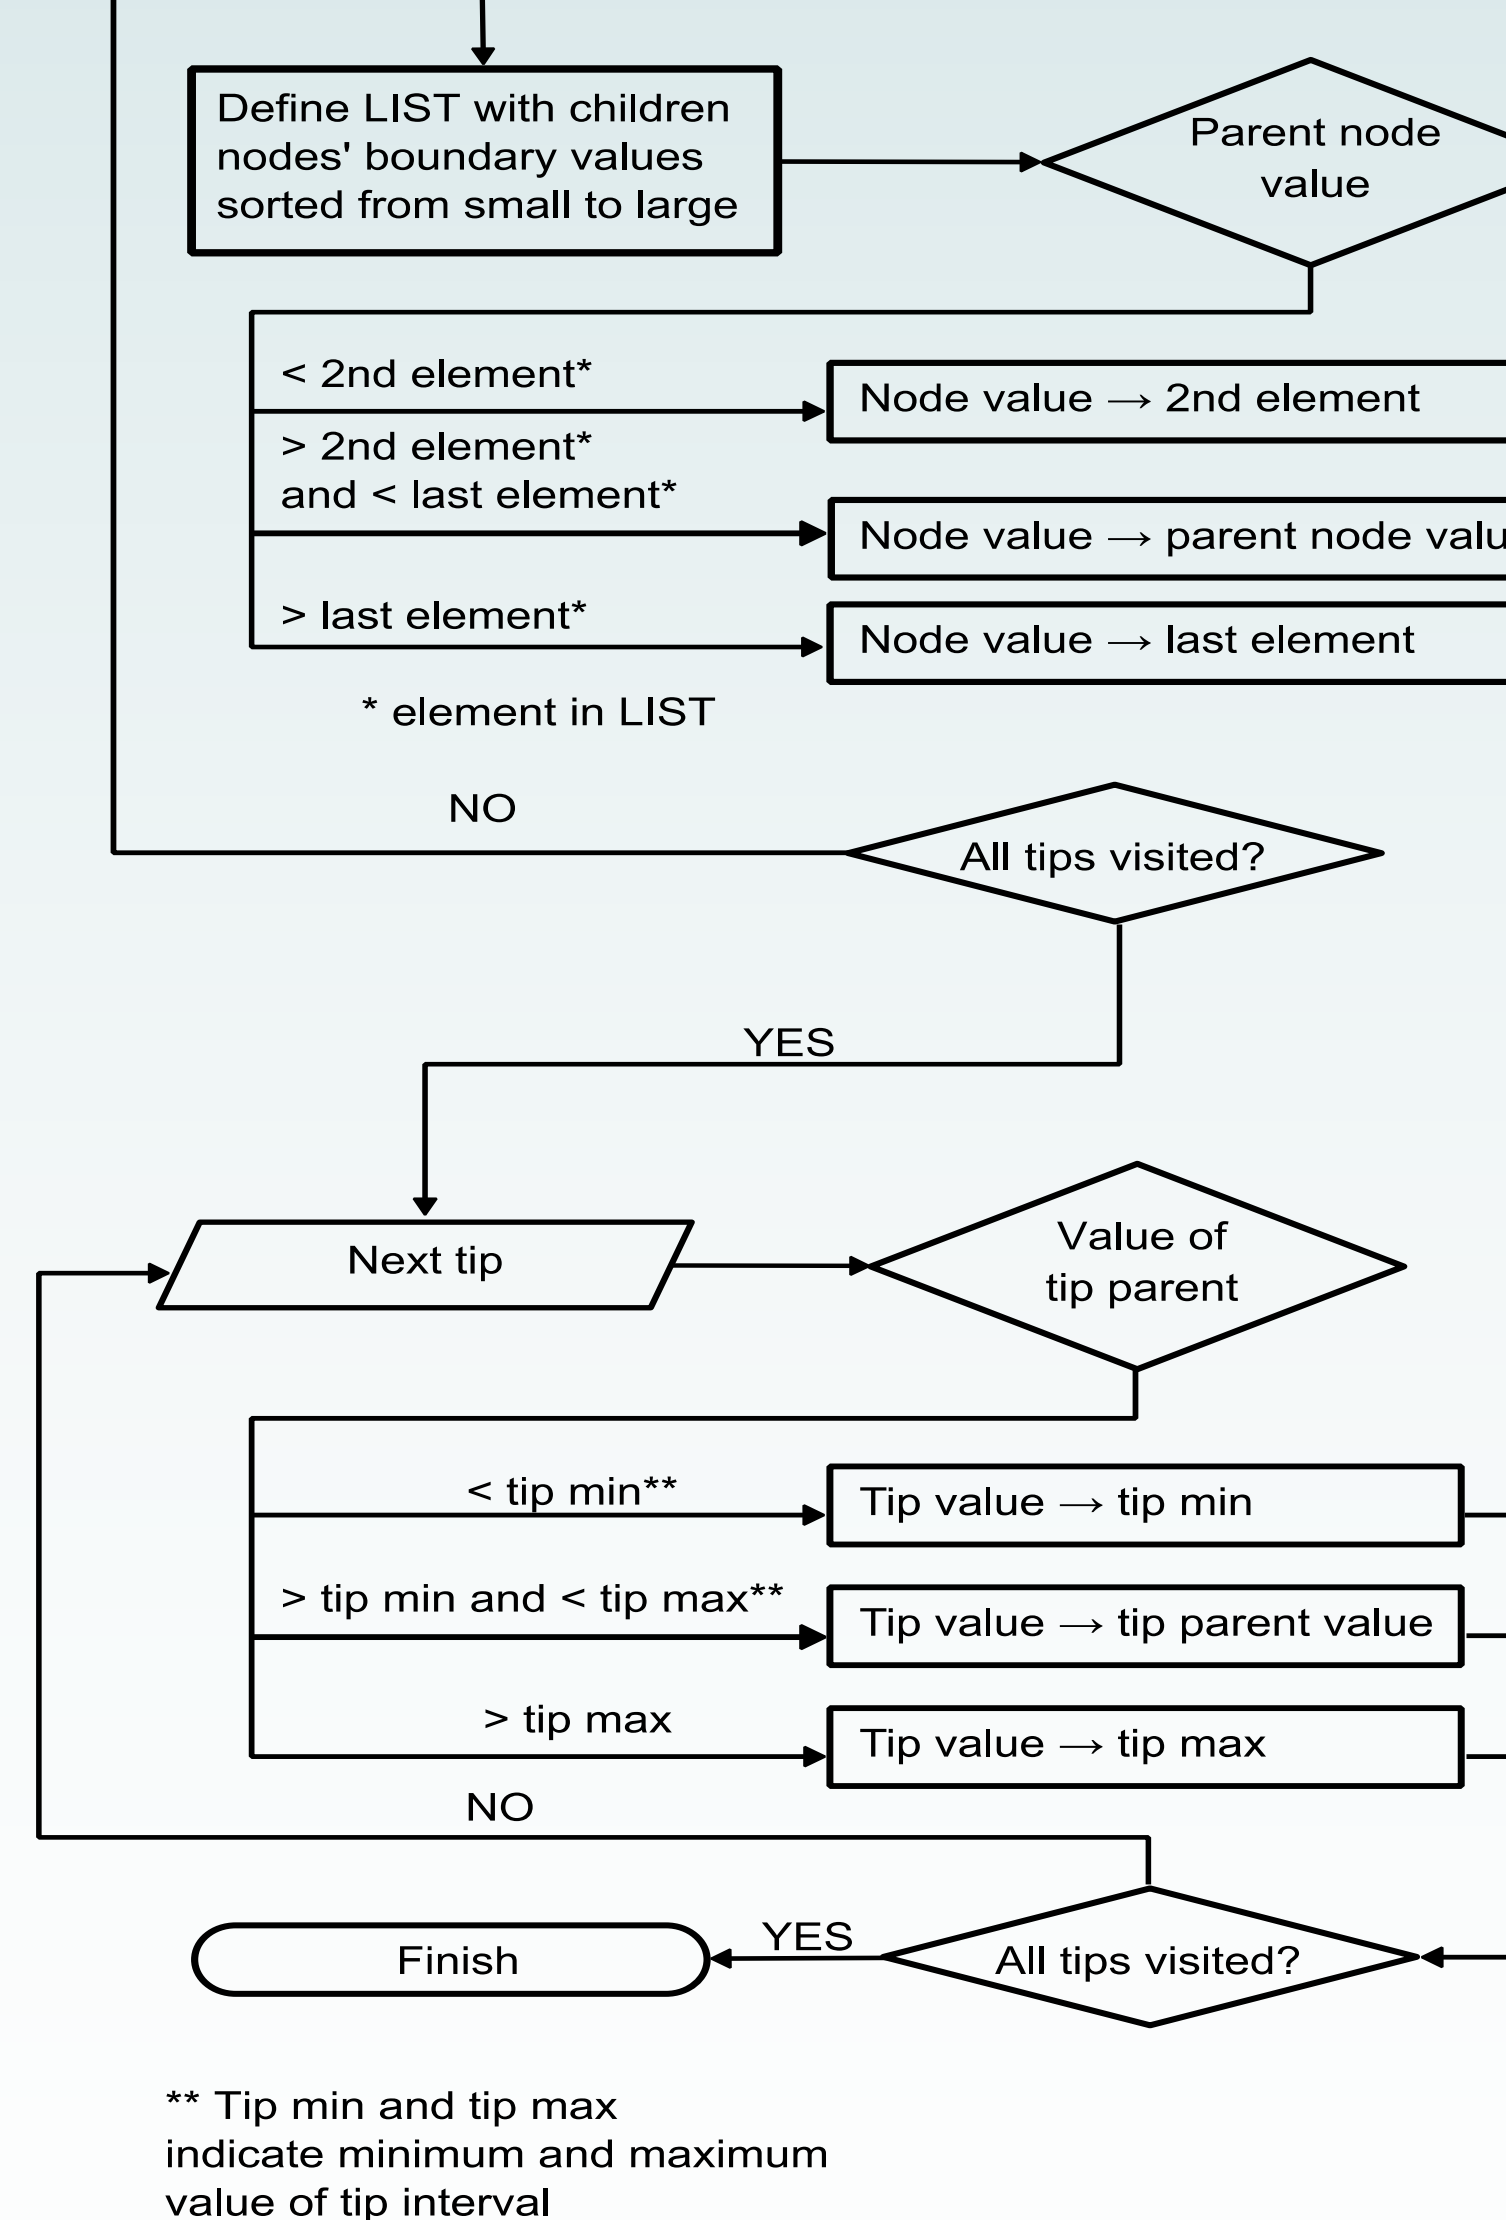 Define LIST with children
nodes' boundary values
sorted from small to large
Parent node
value
< 2nd element*
Node value → 2nd element
> 2nd element*
and < last element*
Node value → parent node valu
> last element*
Node value → last element
* element in LIST
NO
All tips visited?
YES
Next tip
Value of
tip parent
< tip min**
Tip value → tip min
> tip min and < tip max**
Tip value → tip parent value
> tip max
Tip value → tip max
NO
Finish
YES
All tips visited?
** Tip min and tip max
indicate minimum and maximum
value of tip interval